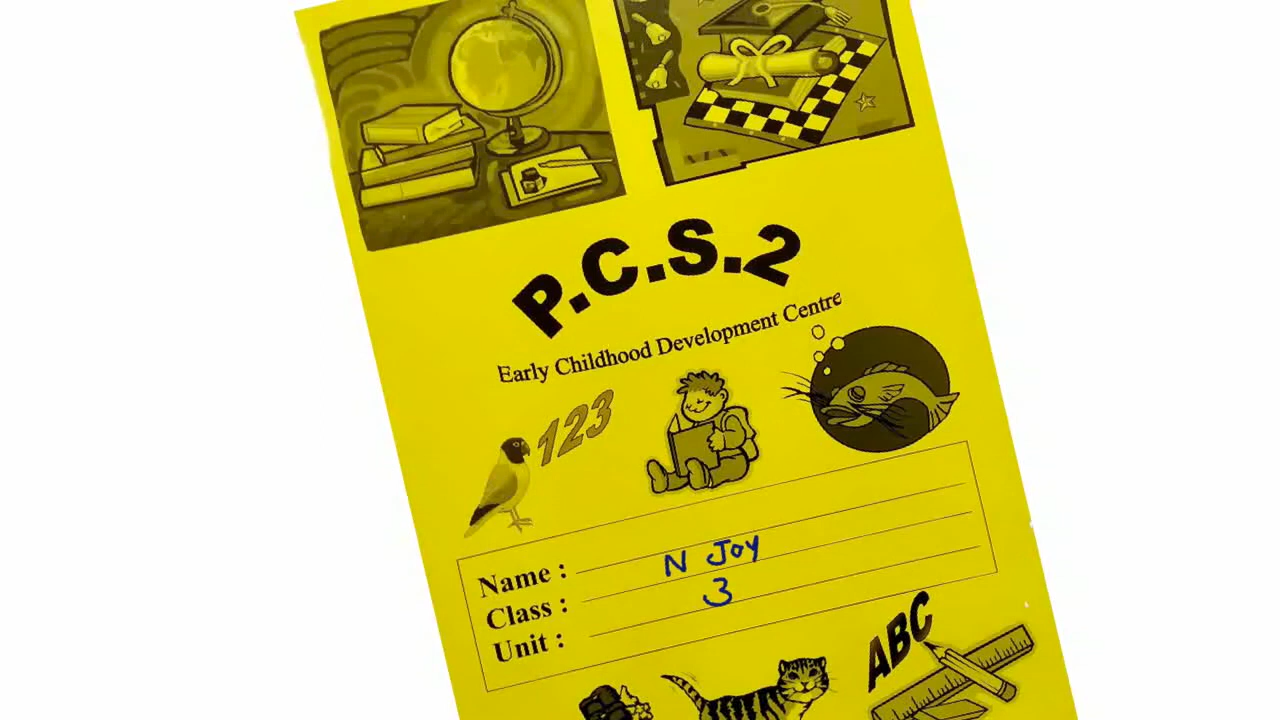 P.C.S.2
Early Childhood Development Centre
123
Name : N Joy
Class : 3
Unit :
ABC